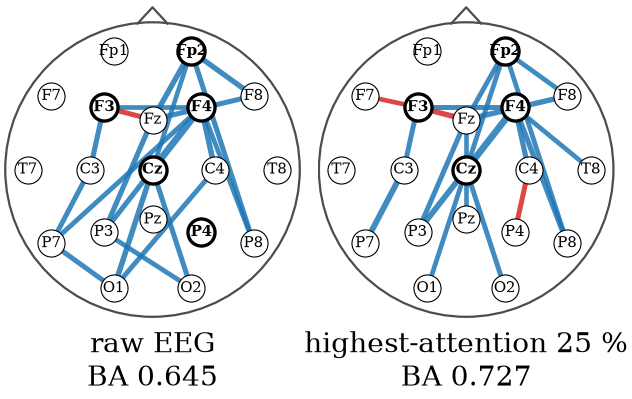 Fp1 Fp2 Fp1 Fp2
F7 F8 F7 F8
F3 Fz F4 F3 Fz F4
T7 C3 Cz C4 T8 T7 C3 Cz C4 T8
P7 P3 Pz P4 P8 P7 P3 Pz P4 P8
O1 O2 O1 O2
raw EEG highest-attention 25 %
BA 0.645 BA 0.727